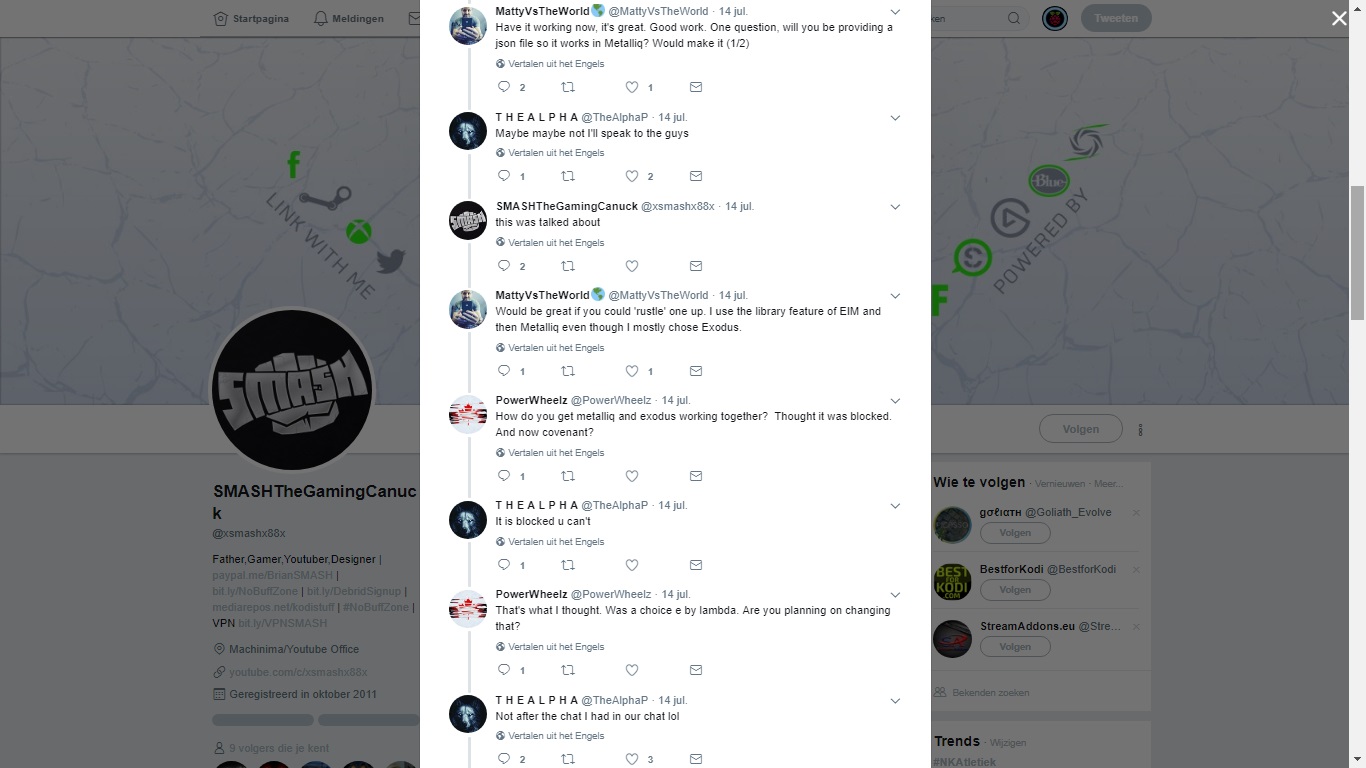 Startpagina
Meldingen
ken
Tweeten
MattyVsTheWorld🌎 @MattyVsTheWorld · 14 jul.
Have it working now, it's great. Good work. One question, will you be providing a
json file so it works in Metalliq? Would make it (1/2)
Vertalen uit het Engels
2 1
T H E A L P H A @TheAlphaP · 14 jul.
Maybe maybe not I'll speak to the guys
Vertalen uit het Engels
1 2
SMASHTheGamingCanuck @xsmashx88x · 14 jul.
this was talked about
Vertalen uit het Engels
2
MattyVsTheWorld🌎 @MattyVsTheWorld · 14 jul.
Would be great if you could 'rustle' one up. I use the library feature of EIM and
then Metalliq even though I mostly chose Exodus.
Vertalen uit het Engels
1 1
PowerWheelz @PowerWheelz · 14 jul.
How do you get metalliq and exodus working together?  Thought it was blocked.
And now covenant?
Vertalen uit het Engels
1
T H E A L P H A @TheAlphaP · 14 jul.
It is blocked u can't
Vertalen uit het Engels
1
PowerWheelz @PowerWheelz · 14 jul.
That's what I thought. Was a choice e by lambda. Are you planning on changing
that?
Vertalen uit het Engels
1
T H E A L P H A @TheAlphaP · 14 jul.
Not after the chat I had in our chat lol
Vertalen uit het Engels
2 3
LINK WITH ME
SMASH
SMASHTheGamingCanuc
k
@xsmashx88x
Father,Gamer,Youtuber,Designer |
paypal.me/BrianSMASH |
bit.ly/NoBuffZone | bit.ly/DebridSignup |
mediarepos.net/kodistuff | #NoBuffZone |
VPN bit.ly/VPNSMASH
Machinima/Youtube Office
youtube.com/c/xsmashx88x
Geregistreerd in oktober 2011
9 volgers die je kent
Blue
POWERED BY
Volgen
Wie te volgen · Vernieuwen · Meer...
gσℓιαтн @Goliath_Evolve
Volgen
BEST
FOR
KODI
.COM
BestforKodi @BestforKodi
Volgen
StreamAddons.eu @Stre...
Volgen
Bekenden zoeken
Trends · Wijzigen
#NKAtletiek